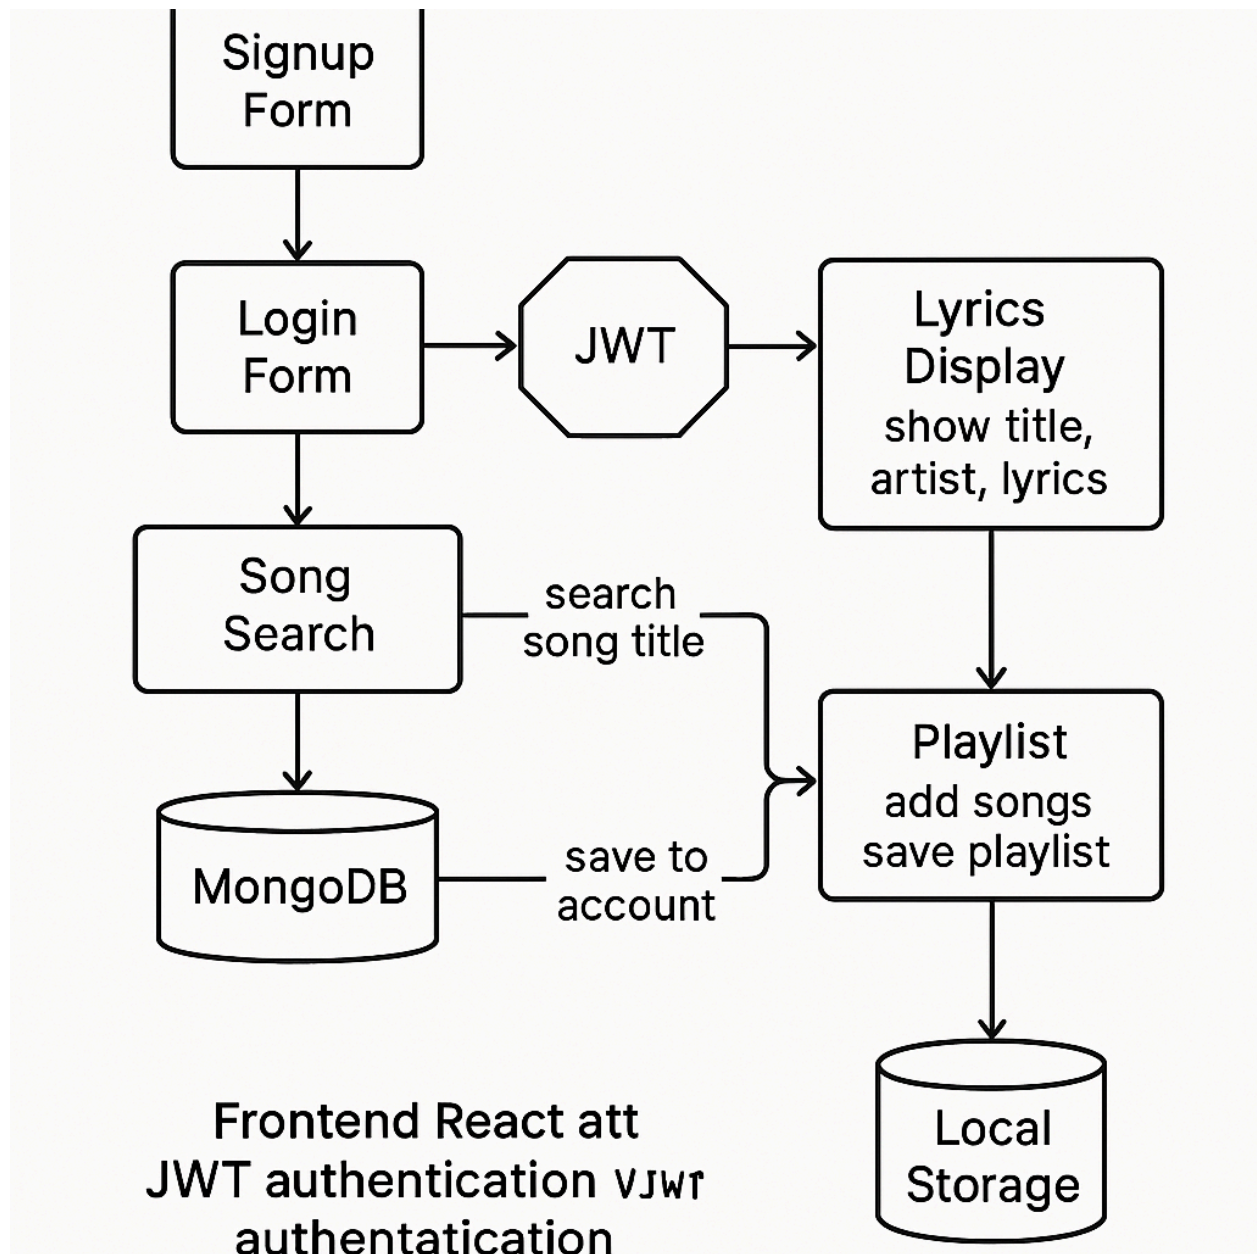 Signup
Form
Login
Form
JWT
Lyrics
Display
show title,
artist, lyrics
Song
Search
search
song title
Playlist
add songs
save playlist
MongoDB
save to
account
Local
Storage
Frontend React att
JWT authentication VJWT
authentatication